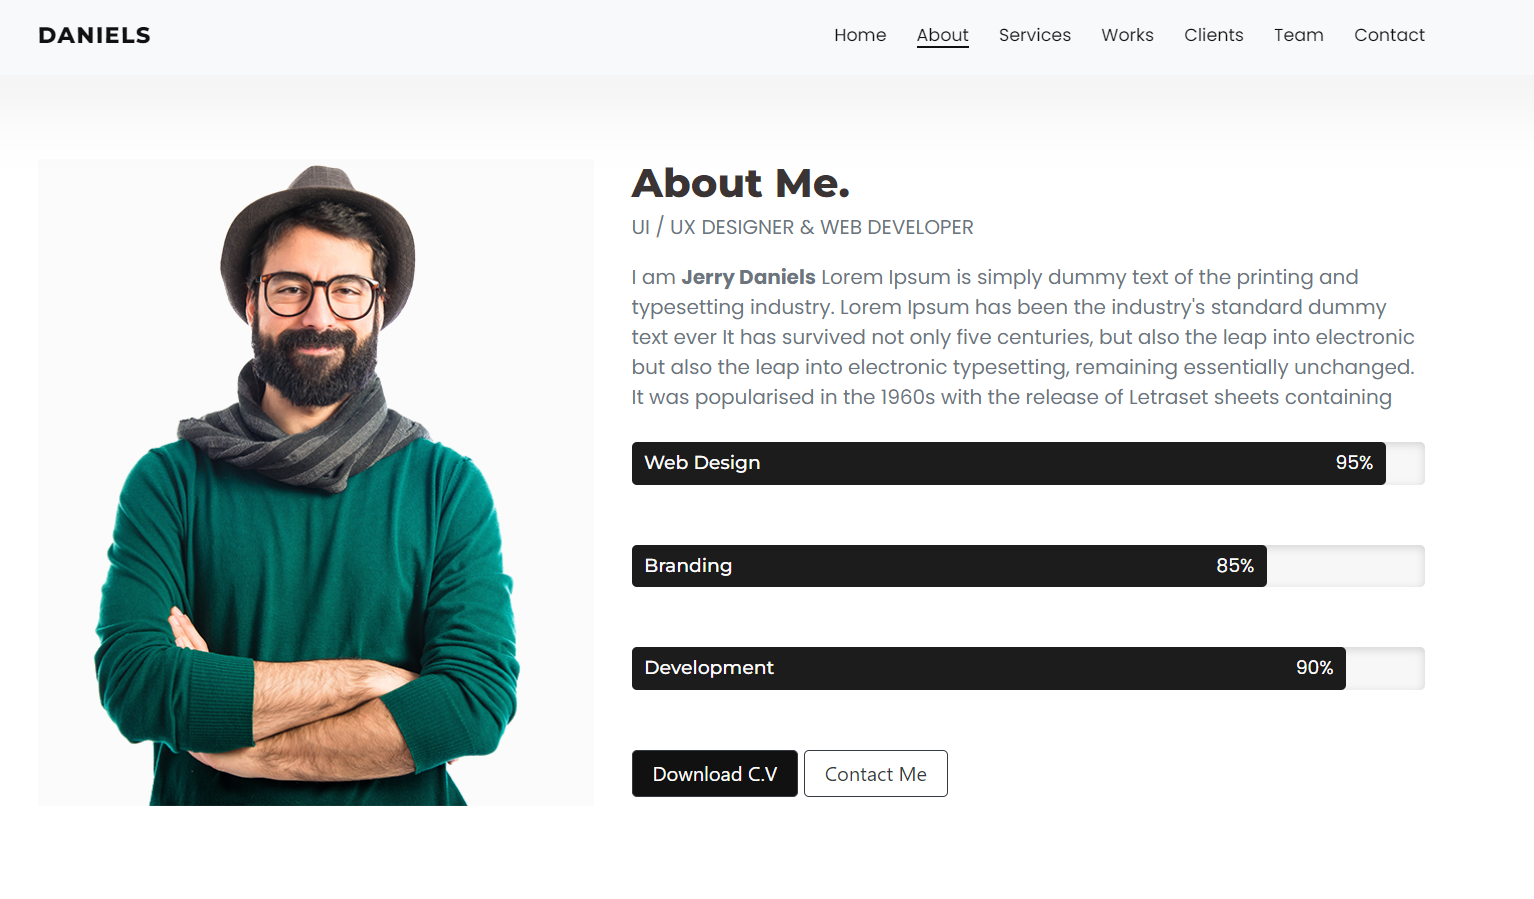 DANIELS
Home About Services Works Clients Team Contact
About Me.
UI / UX DESIGNER & WEB DEVELOPER
I am Jerry Daniels Lorem Ipsum is simply dummy text of the printing and
typesetting industry. Lorem Ipsum has been the industry's standard dummy
text ever It has survived not only five centuries, but also the leap into electronic
but also the leap into electronic typesetting, remaining essentially unchanged.
It was popularised in the 1960s with the release of Letraset sheets containing
Web Design 95%
Branding 85%
Development 90%
Download C.V Contact Me